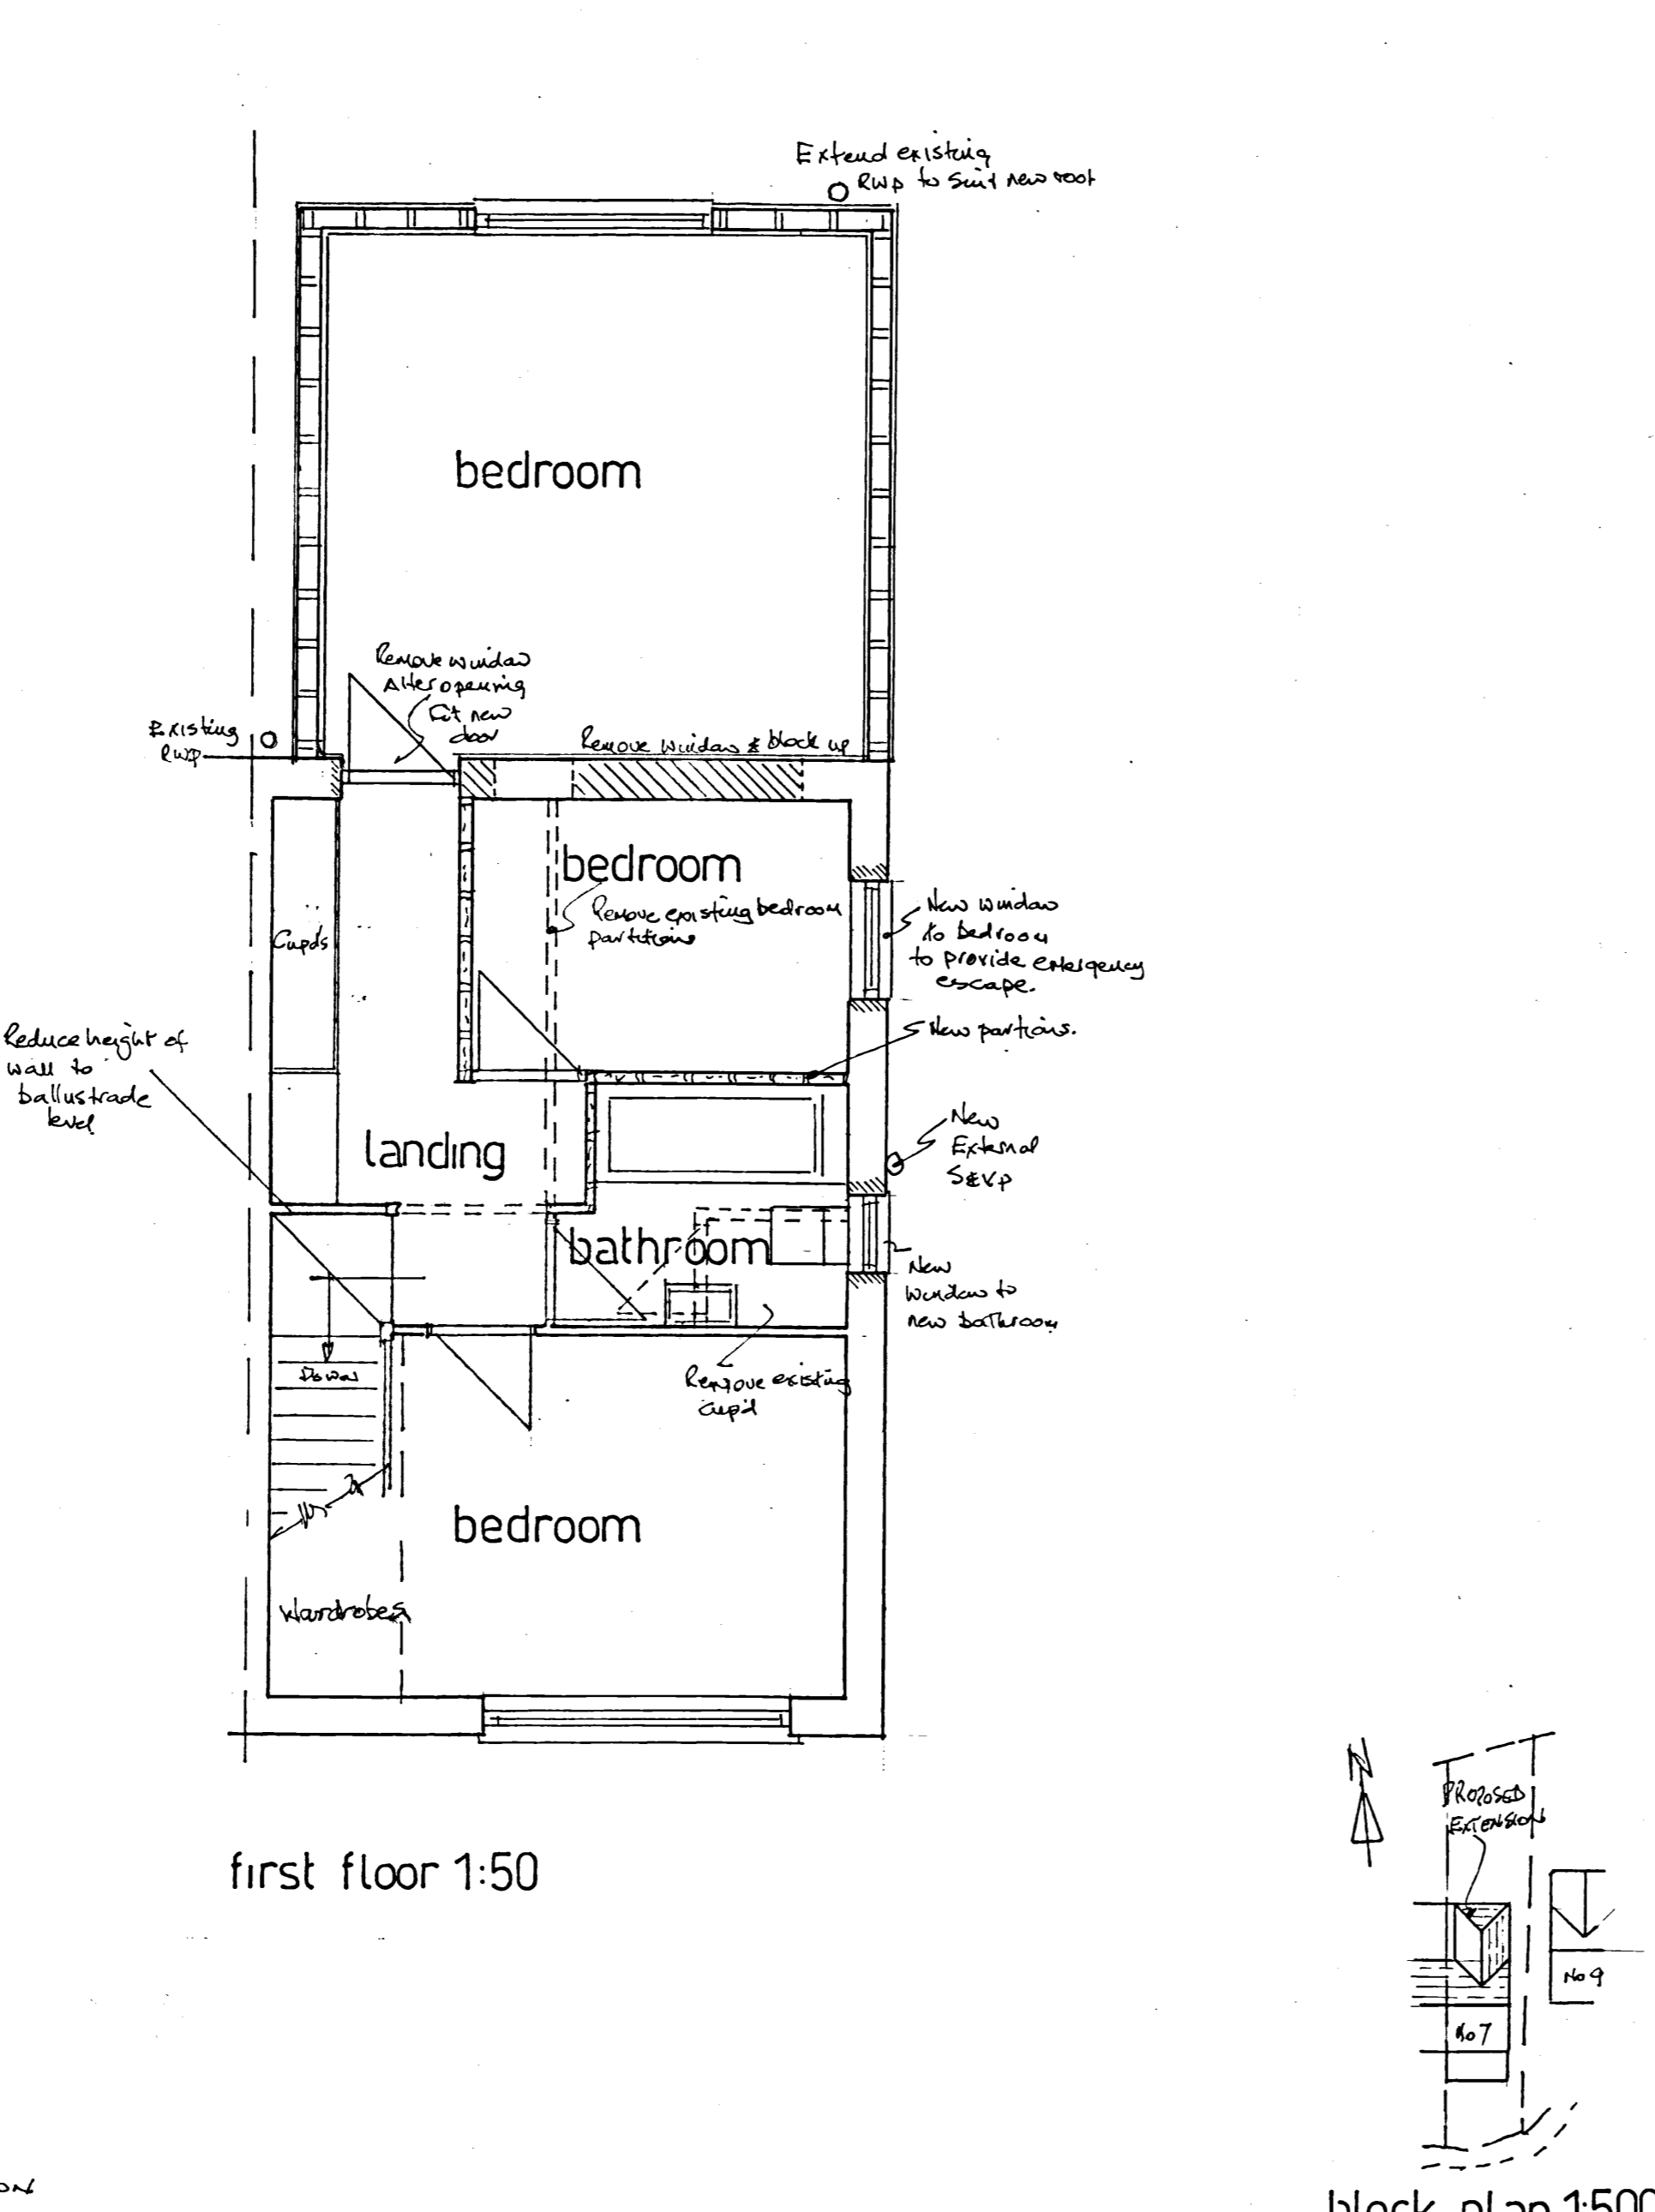 Extend existing
RWP to suit new roof
bedroom
Remove window
Alter opening
Fit new
door
Existing
RWP
Remove window & block up
bedroom
Remove existing bedroom
partitions
Cupds
New window
to bedroom
to provide emergency
escape.
New partions.
Reduce height of
wall to
ballustrade
level
landing
New
External
S&VP
bathroom
New
window to
new bathroom
Down
Remove existing
cup'd
bedroom
Wardrobes
first floor 1:50
N
PROPOSED
EXTENSION
No 9
No 7
block plan 1:500